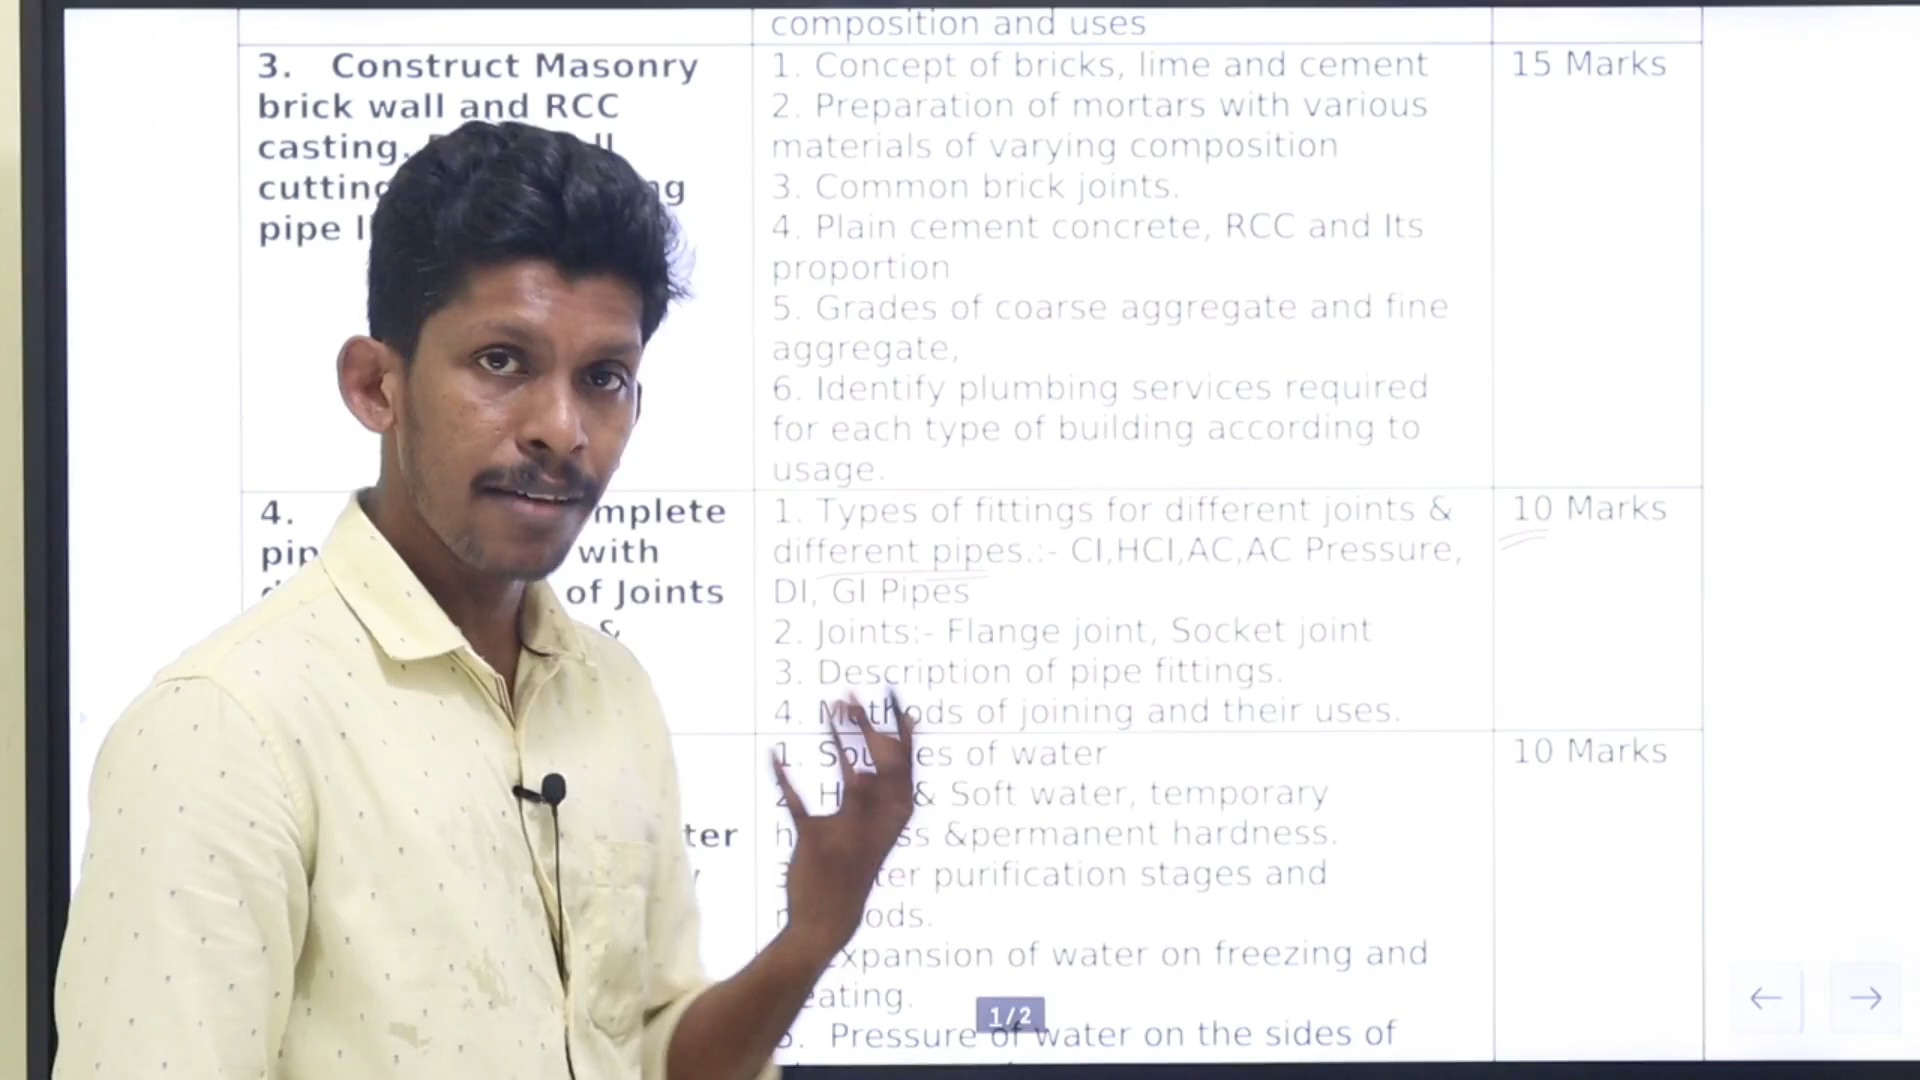 composition and uses
3. Construct Masonry
brick wall and RCC
casting.
cutting
pipe
1. Concept of bricks, lime and cement
2. Preparation of mortars with various
materials of varying composition
3. Common brick joints.
4. Plain cement concrete, RCC and Its
proportion
5. Grades of coarse aggregate and fine
aggregate,
6. Identify plumbing services required
for each type of building according to
usage.
15 Marks
4.
with
of Joints
&
1. Types of fittings for different joints &
different pipes.:- CI,HCI,AC,AC Pressure,
DI, GI Pipes
2. Joints:- Flange joint, Socket joint
3. Description of pipe fittings.
4. Methods of joining and their uses.
10 Marks
1. Sources of water
& Soft water, temporary
&permanent hardness.
purification stages and
expansion of water on freezing and
1/2
Pressure of water on the sides of
10 Marks
← →